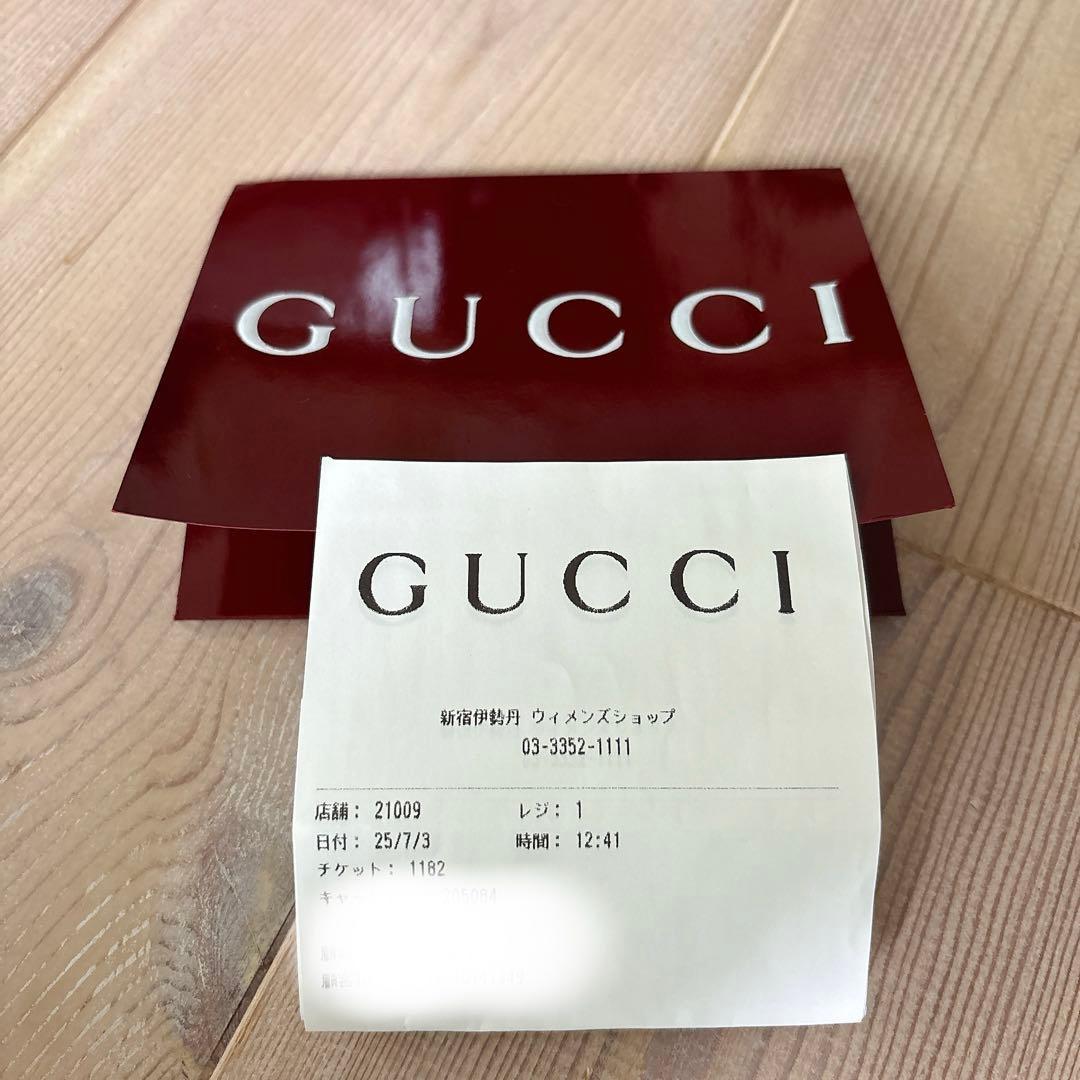 GUCCI
GUCCI
新宿伊勢丹 ウィメンズショップ
03-3352-1111
店舗: 21009 レジ: 1
日付: 25/7/3 時間: 12:41
チケット: 1182